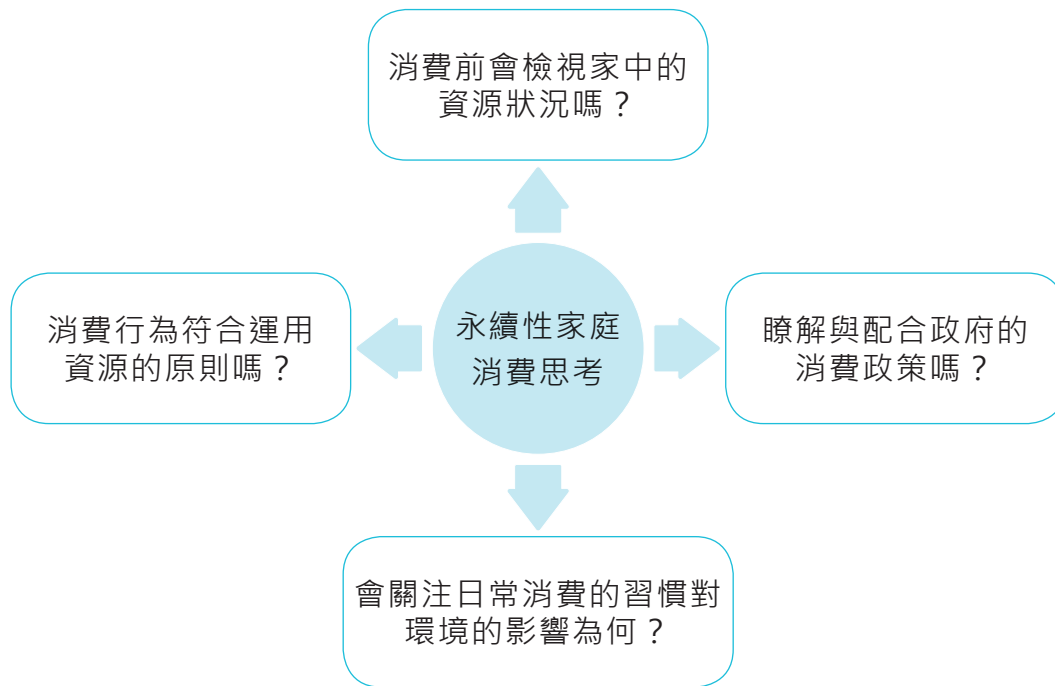 消費前會檢視家中的
資源狀況嗎？
消費行為符合運用
資源的原則嗎？
永續性家庭
消費思考
瞭解與配合政府的
消費政策嗎？
會關注日常消費的習慣對
環境的影響為何？